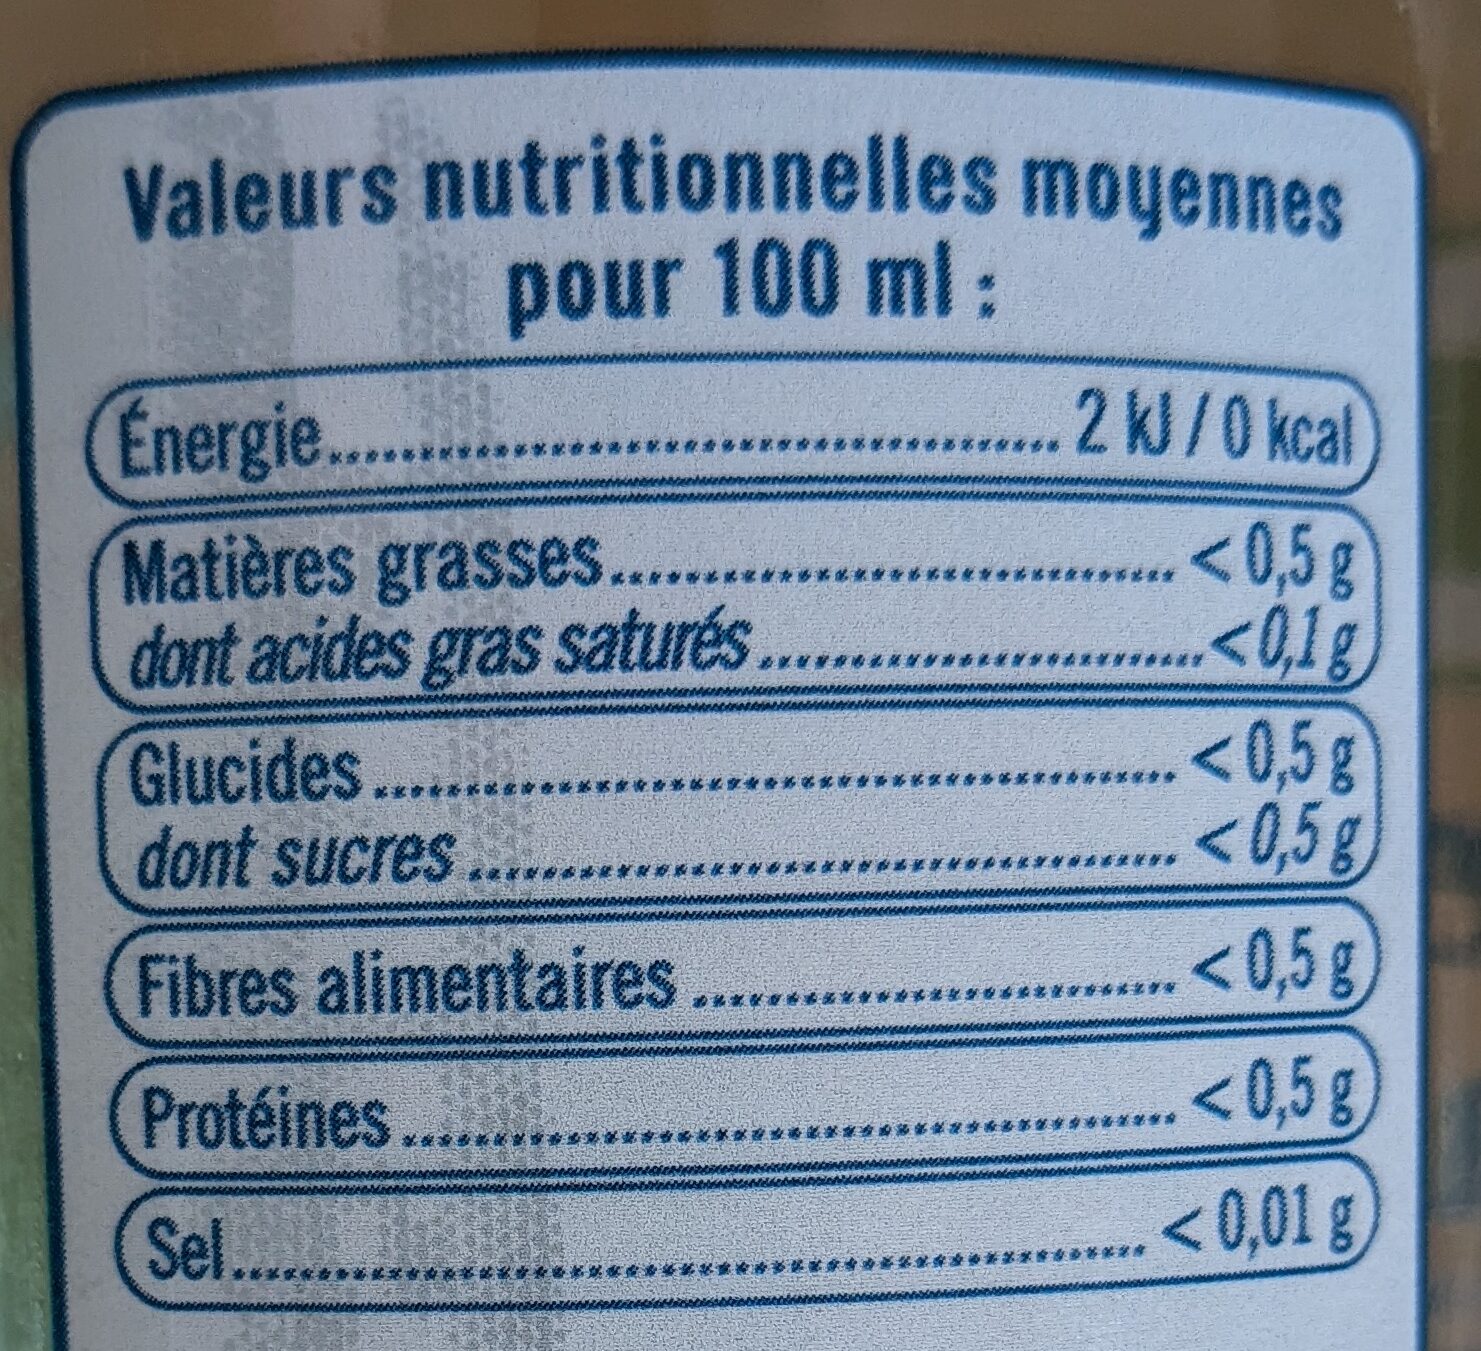 Valeurs nutritionnelles moyennes
pour 100 ml :
Énergie.......................................... 2 kJ / 0 kcal
Matières grasses................................ < 0,5 g
dont acides gras saturés......................... <0,1 g
Glucides............................................. < 0,5 g
dont sucres........................................ < 0,5 g
Fibres alimentaires............................ < 0,5 g
Protéines........................................... < 0,5 g
Sel.................................................... < 0,01 g